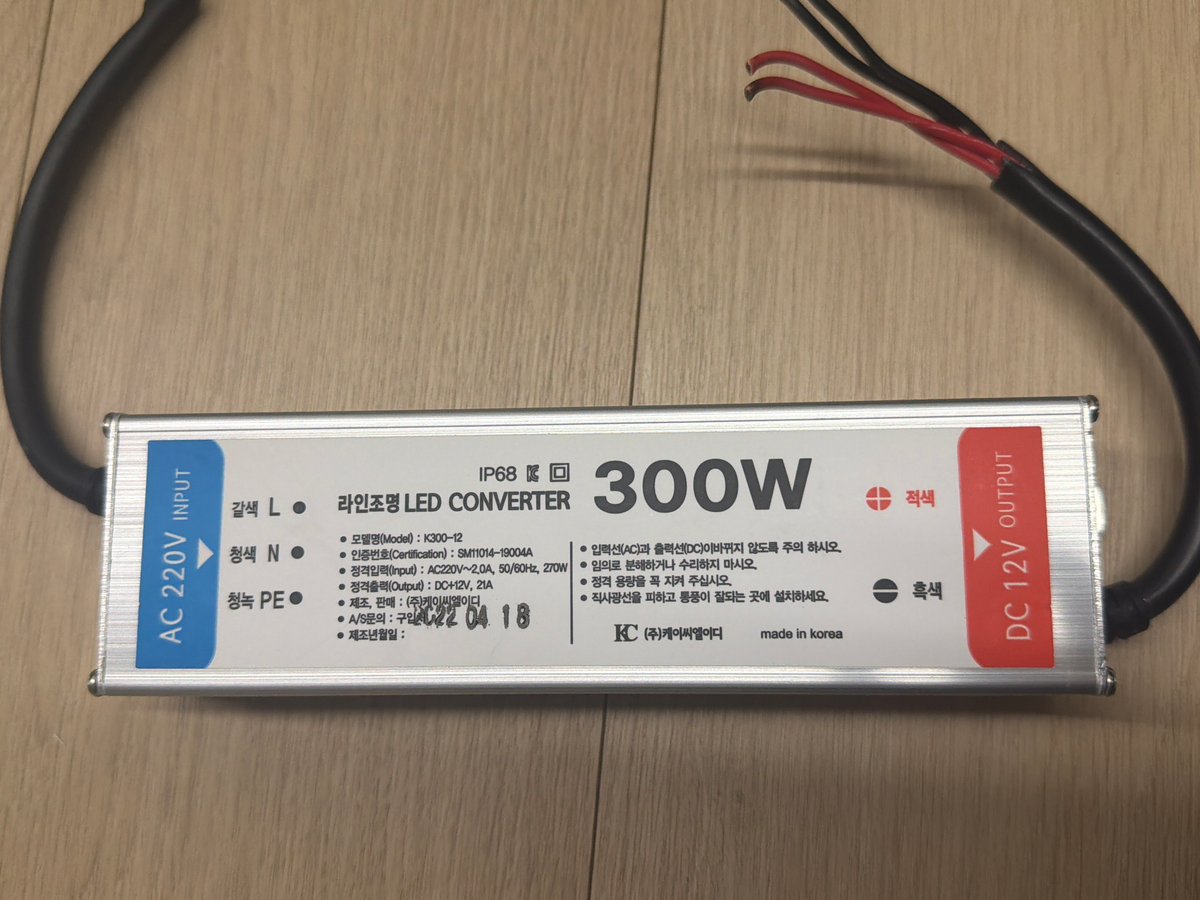 AC 220V INPUT
갈색 L
청색 N
청녹 PE
IP68
라인조명 LED CONVERTER 300W
• 모델명(Model) : K300-12
• 인증번호(Certification) : SM11014-19004A
• 정격입력(Input) : AC220V~2.0A, 50/60Hz, 270W
• 정격출력(Output) : DC+12V, 21A
• 제조, 판매 : (주)케이씨엘이디
• A/S문의 : 구입
2022 04 18
• 제조년월일 :
• 입력선(AC)과 출력선(DC)이바뀌지 않도록 주의 하시오.
• 임의로 분해하거나 수리하지 마시오.
• 정격 용량을 꼭 지켜 주십시오.
• 직사광선을 피하고 통풍이 잘되는 곳에 설치하세요.
KC (주)케이씨엘이디 made in korea
적색
흑색
DC 12V OUTPUT